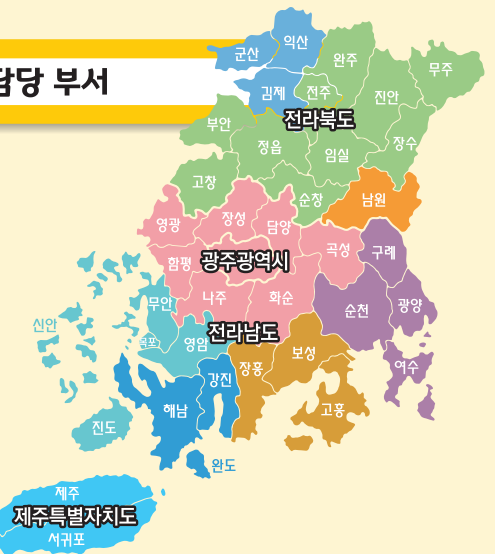 담당 부서
군산
익산
완주
무주
김제
전주
진안
전라북도
부안
정읍
임실
장수
고창
순창
남원
영광
장성
담양
곡성
구례
함평
광주광역시
나주
화순
순천
광양
무안
신안
전라남도
목포
영암
보성
여수
강진
장흥
해남
고흥
진도
완도
제주
제주특별자치도
서귀포